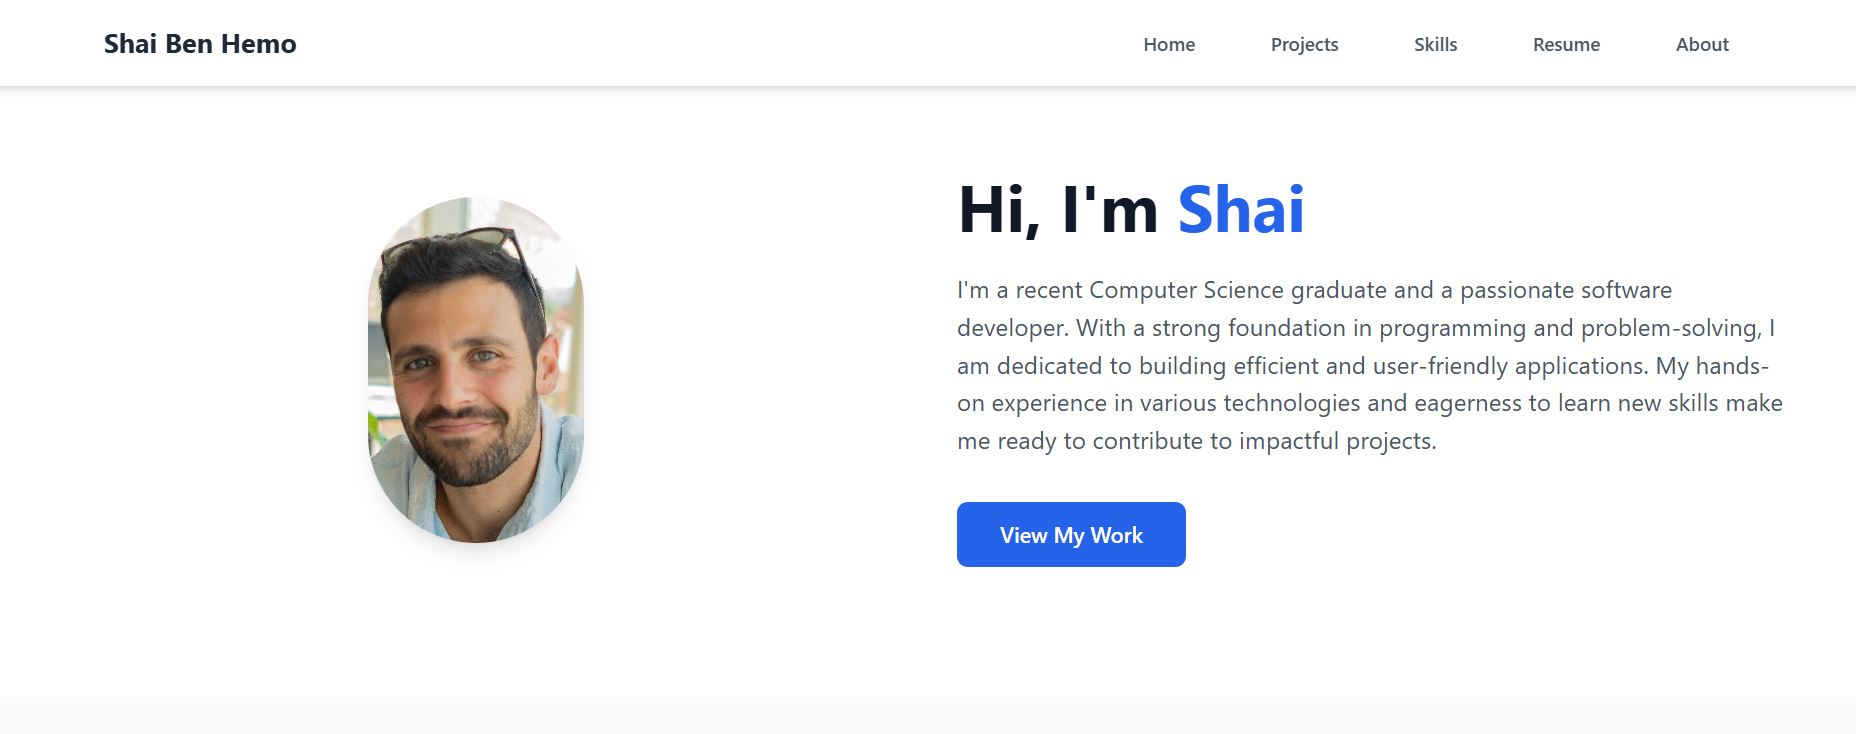 Shai Ben Hemo
Home Projects Skills Resume About
Hi, I'm Shai
I'm a recent Computer Science graduate and a passionate software
developer. With a strong foundation in programming and problem-solving, I
am dedicated to building efficient and user-friendly applications. My hands-
on experience in various technologies and eagerness to learn new skills make
me ready to contribute to impactful projects.
View My Work